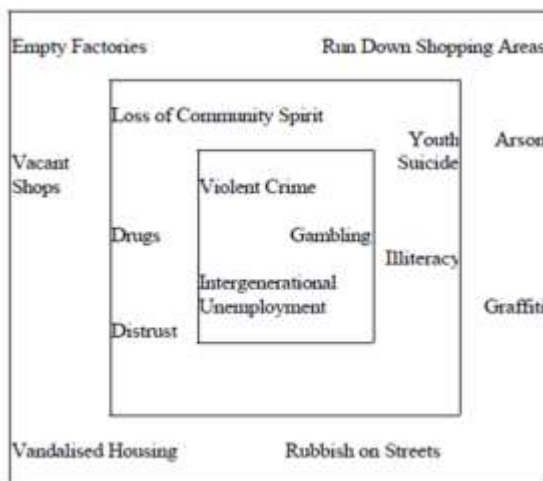 Empty Factories
Run Down Shopping Areas
Loss of Community Spirit
Youth
Suicide
Arson
Vacant
Shops
Violent Crime
Drugs
Gambling
Illiteracy
Intergenerational
Unemployment
Graffiti
Distrust
Vandalised Housing
Rubbish on Streets